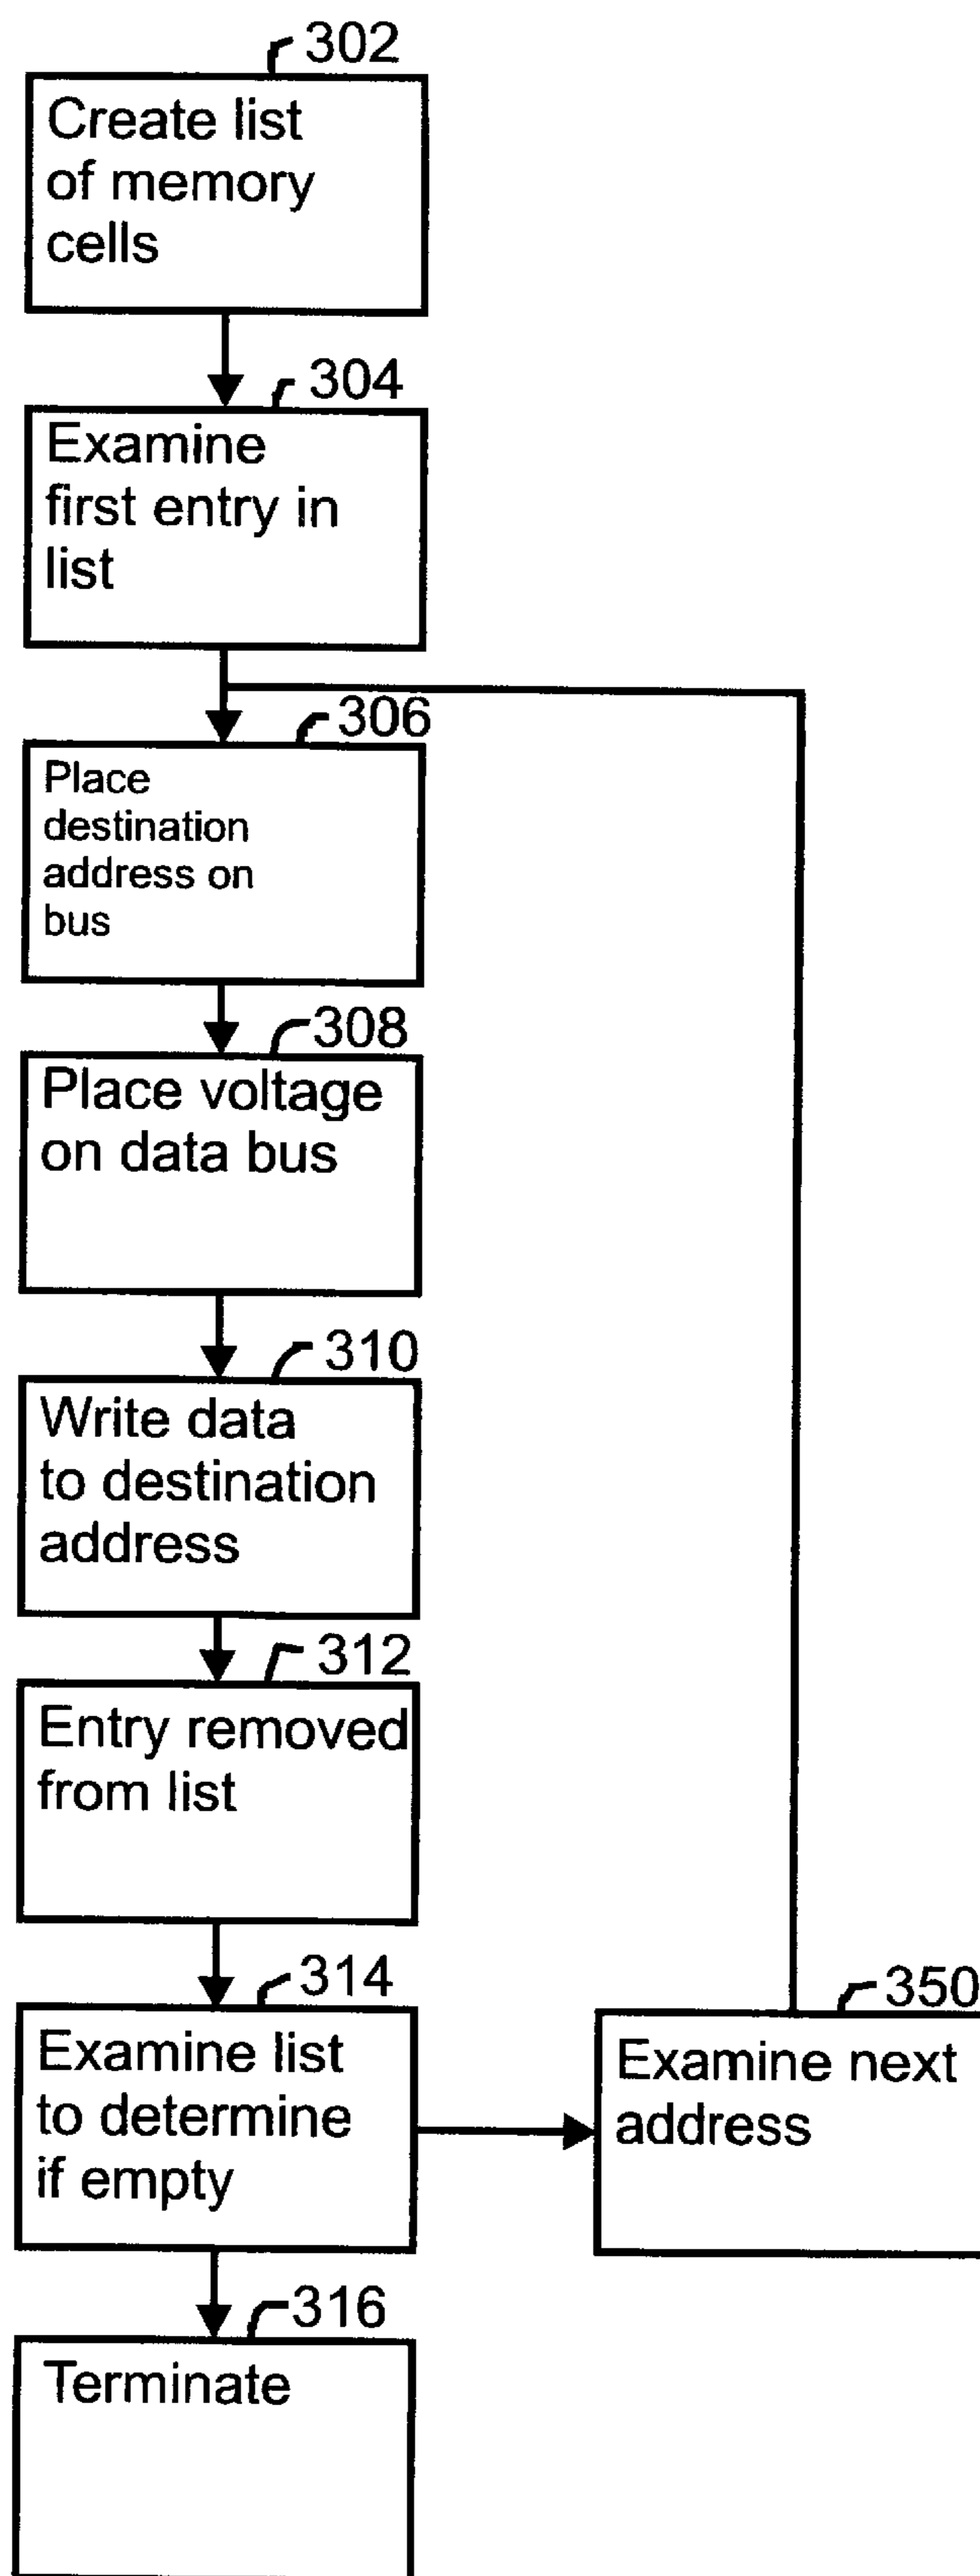 302
Create list
of memory
cells
304
Examine
first entry in
list
306
Place
destination
address on
bus
308
Place voltage
on data bus
310
Write data
to destination
address
312
Entry removed
from list
314
Examine list
to determine
if empty
350
Examine next
address
316
Terminate